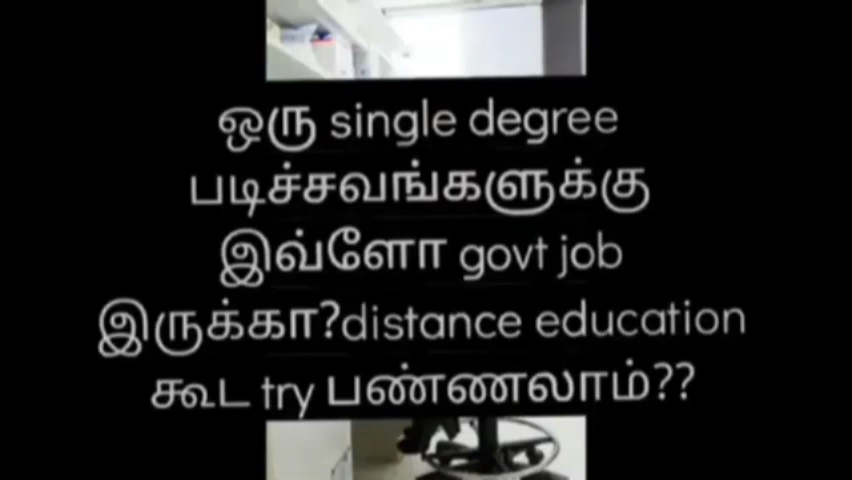 ஒரு single degree
படிச்சவங்களுக்கு
இவ்ளோ govt job
இருக்கா?distance education
கூட try பண்ணலாம்??